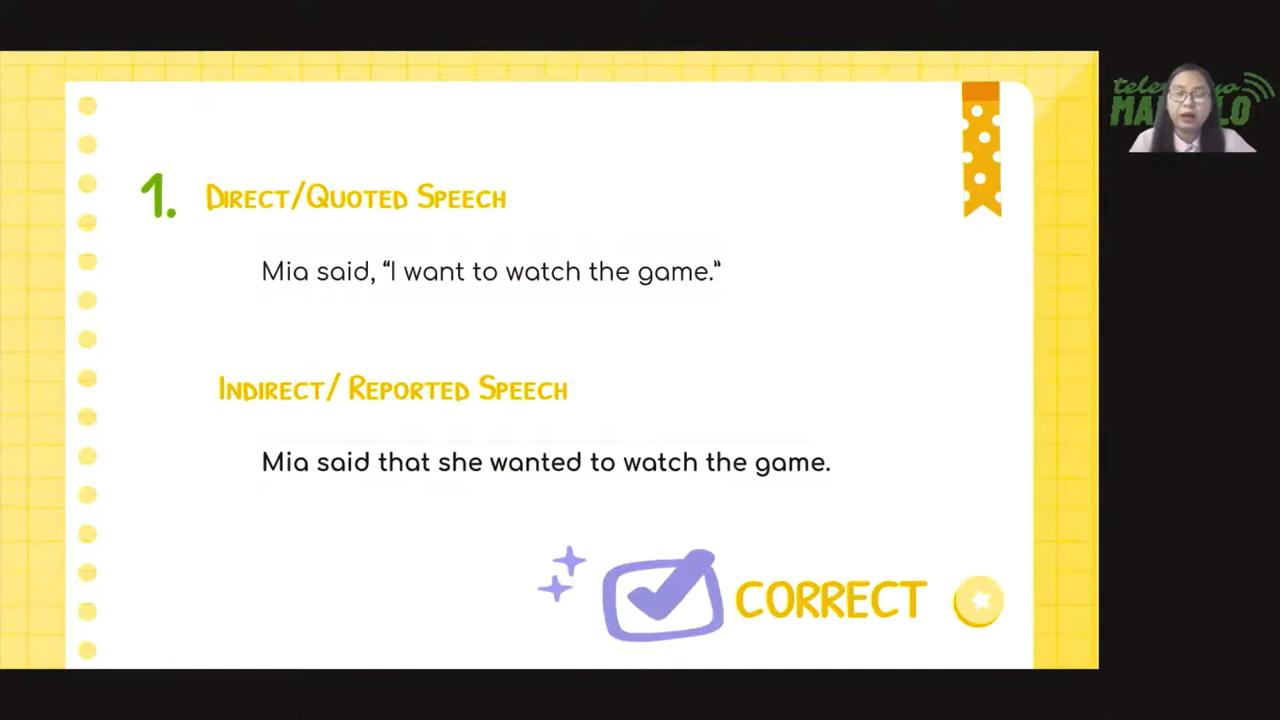 1. DIRECT/QUOTED SPEECH
Mia said, “I want to watch the game.”
INDIRECT/ REPORTED SPEECH
Mia said that she wanted to watch the game.
CORRECT